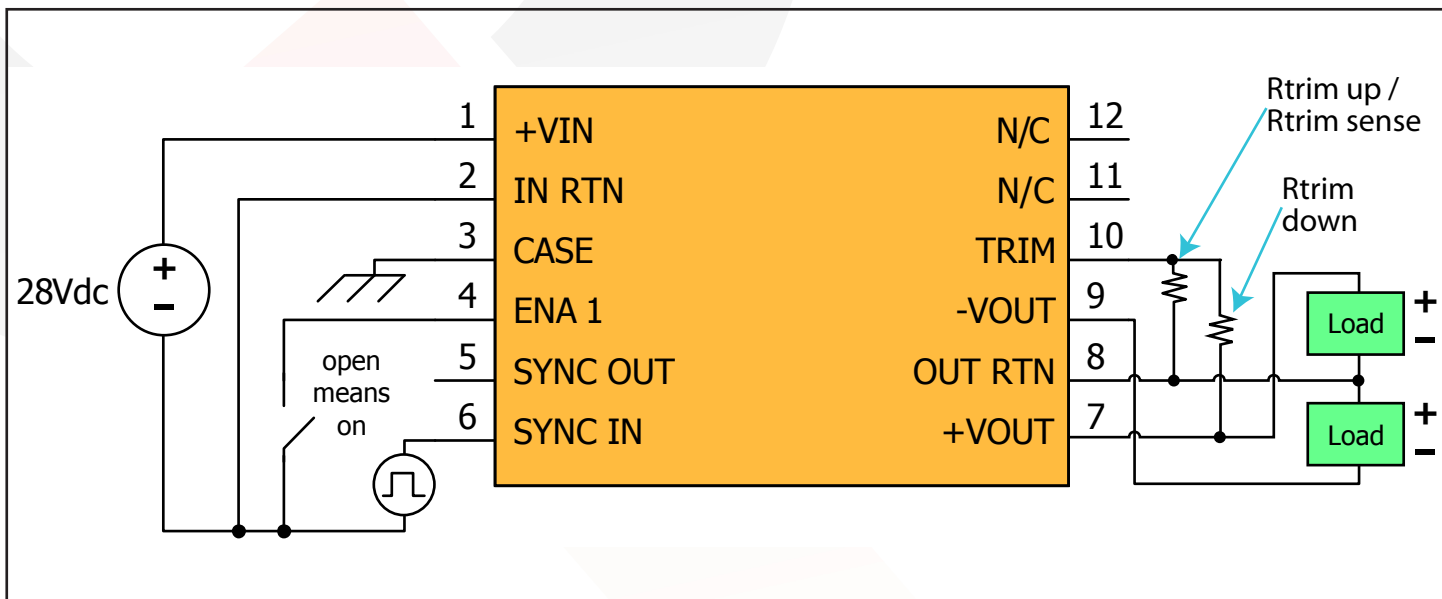 Rtrim up /
Rtrim sense
Rtrim
down
28Vdc
+
−
1
+VIN
2
IN RTN
3
CASE
4
ENA 1
5
SYNC OUT
6
SYNC IN
open
means
on
12
N/C
11
N/C
10
TRIM
9
-VOUT
8
OUT RTN
7
+VOUT
Load
+
−
Load
+
−